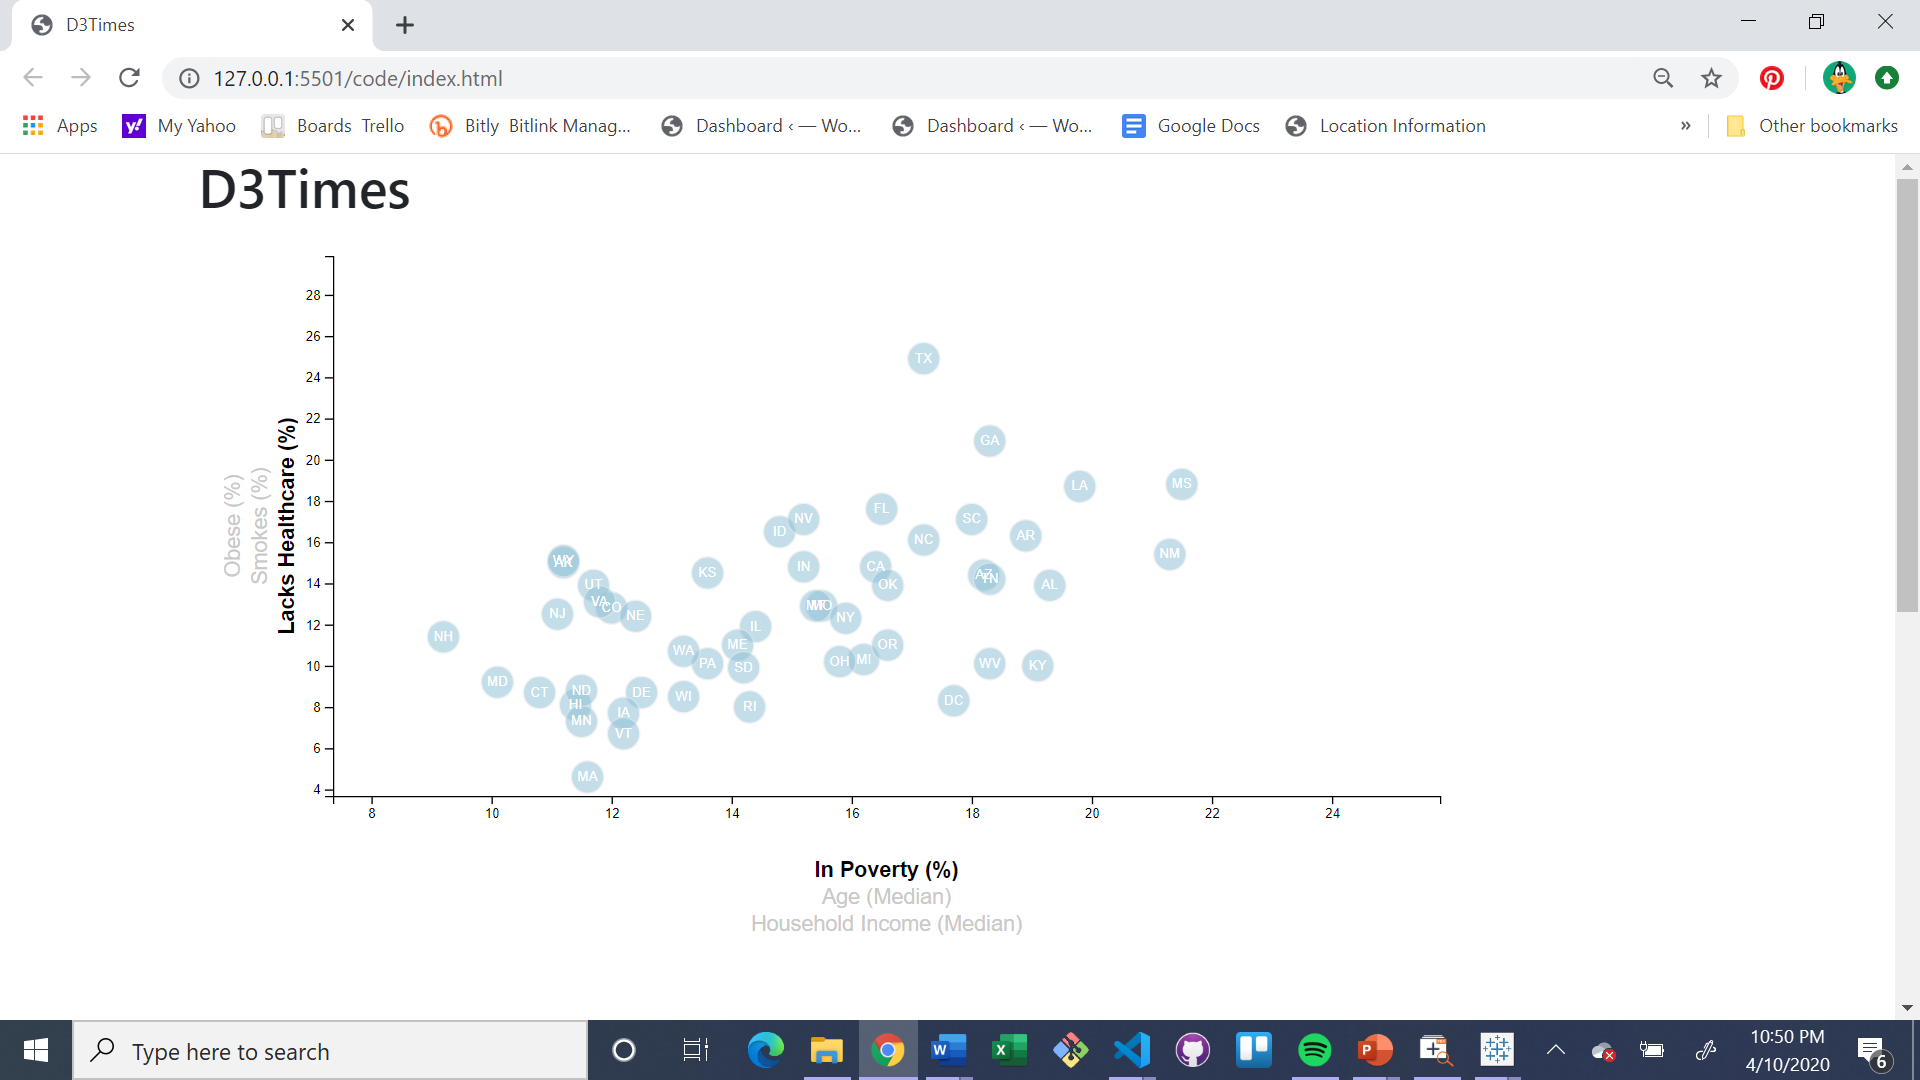 D3Times
127.0.0.1:5501/code/index.html
Apps My Yahoo Boards Trello Bitly Bitlink Manag... Dashboard ‹ — Wo... Dashboard ‹ — Wo... Google Docs Location Information » Other bookmarks
D3Times
28
26
24
22
20
18
16
14
12
10
8
6
4
Obese (%)
Smokes (%)
Lacks Healthcare (%)
TX
GA
LA
MS
FL
NV
SC
ID
AR
NC
NM
WY
AK
KS
IN
CA
AZ
TN
UT
OK
AL
VA
CO
MO
NJ
NE
NY
IL
NH
ME
OR
WA
PA
SD
OH
MI
WV
KY
MD
CT
ND
DE
WI
HI
RI
DC
IA
MN
VT
MA
8 10 12 14 16 18 20 22 24
In Poverty (%)
Age (Median)
Household Income (Median)
Type here to search
10:50 PM
4/10/2020
6